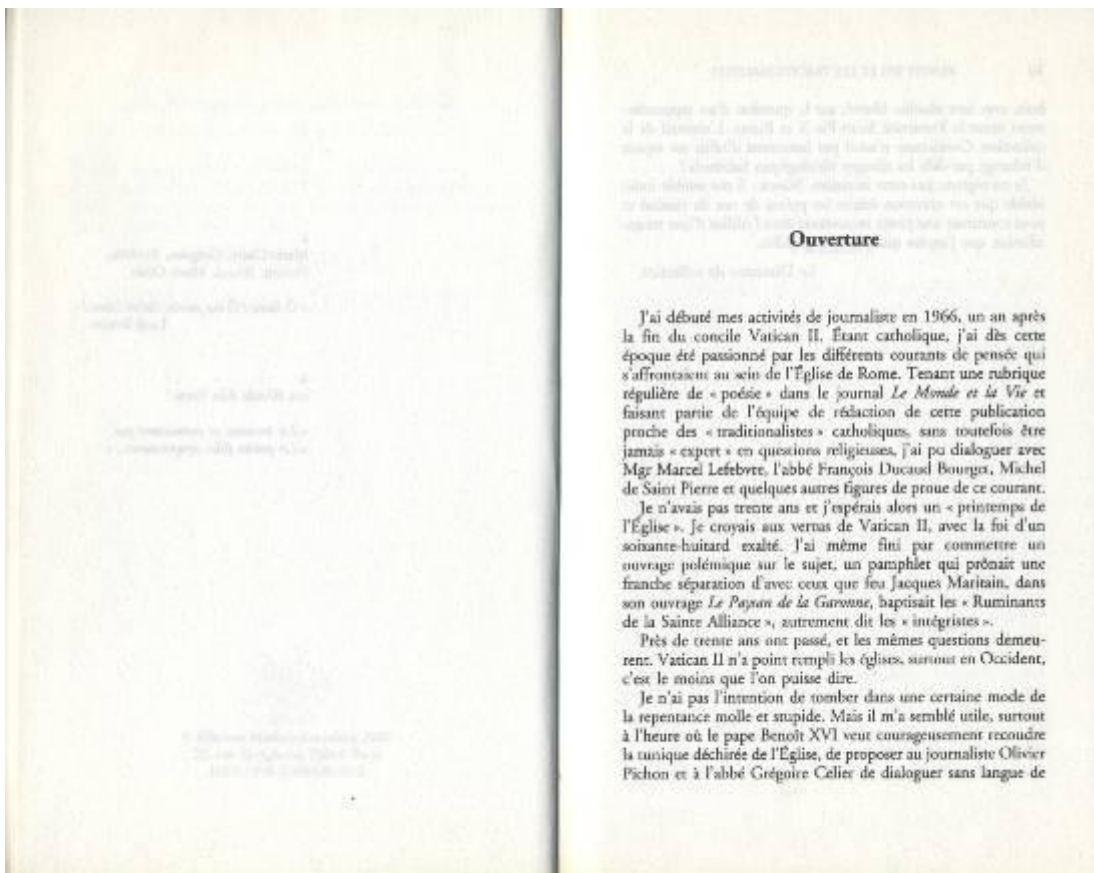 Ouverture
J'ai débuté mes activités de journaliste en 1966, un an après
la fin du concile Vatican II. Étant catholique, j'ai dès cette
époque été passionné par les différents courants de pensée qui
s'affrontaient au sein de l'Église de Rome. Tenant une rubrique
régulière de « poésie » dans le journal Le Monde et la Vie et
faisant partie de l'équipe de rédaction de cette publication
proche des « traditionalistes » catholiques, sans toutefois être
jamais « expert » en questions religieuses, j'ai pu dialoguer avec
Mgr Marcel Lefebvre, l'abbé François Ducaud Bourget, Michel
de Saint Pierre et quelques autres figures de proue de ce courant.
Je n'avais pas trente ans et j'espérais alors un « printemps de
l'Église ». Je croyais aux vertus de Vatican II, avec la foi d'un
soixante-huitard exalté. J'ai même fini par commettre un
ouvrage polémique sur le sujet, un pamphlet qui prônait une
franche séparation d'avec ceux que feu Jacques Maritain, dans
son ouvrage Le Paysan de la Garonne, baptisait les « Ruminants
de la Sainte Alliance », autrement dit les « intégristes ».
Près de trente ans ont passé, et les mêmes questions demeu-
rent. Vatican II n'a point rempli les églises, surtout en Occident,
c'est le moins que l'on puisse dire.
Je n'ai pas l'intention de tomber dans une certaine mode de
la repentance molle et stupide. Mais il m'a semblé utile, surtout
à l'heure où le pape Benoît XVI veut courageusement recoudre
la tunique déchirée de l'Église, de proposer au journaliste Olivier
Pichon et à l'abbé Grégoire Celier de dialoguer sans langue de